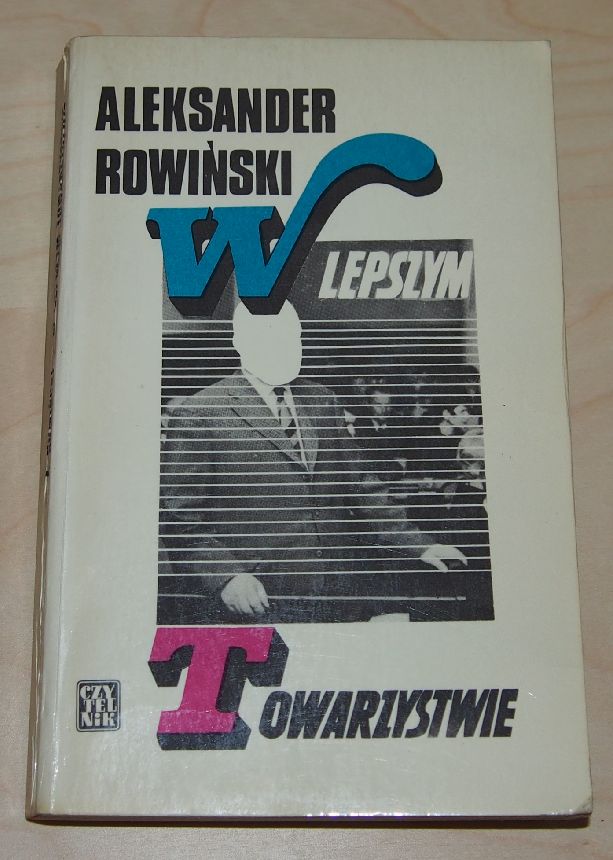 ALEKSANDER
ROWIŃSKI
W
LEPSZYM
TOWARZYSTWIE
CZY
TEL
NIK